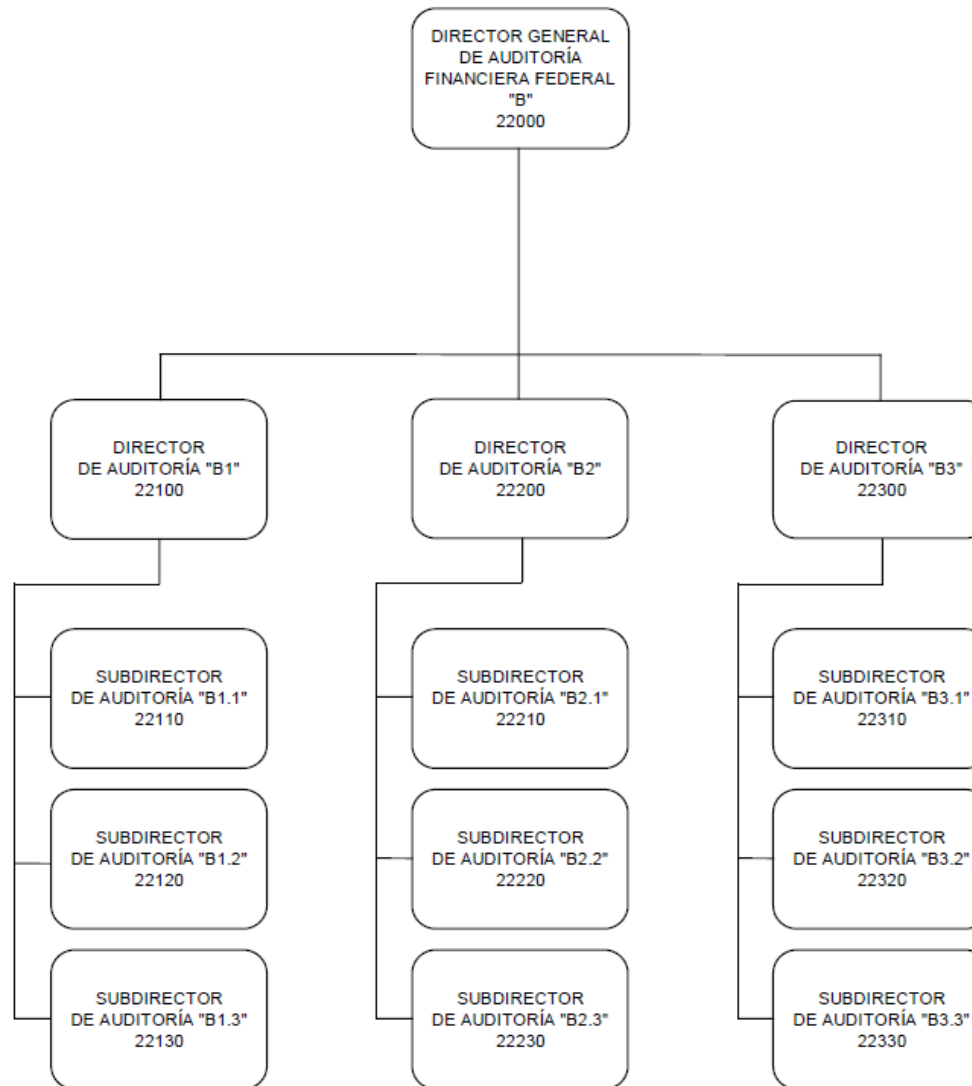 DIRECTOR GENERAL
DE AUDITORÍA
FINANCIERA FEDERAL
"B"
22000
DIRECTOR
DE AUDITORÍA "B1"
22100
DIRECTOR
DE AUDITORÍA "B2"
22200
DIRECTOR
DE AUDITORÍA "B3"
22300
SUBDIRECTOR
DE AUDITORÍA "B1.1"
22110
SUBDIRECTOR
DE AUDITORÍA "B2.1"
22210
SUBDIRECTOR
DE AUDITORÍA "B3.1"
22310
SUBDIRECTOR
DE AUDITORÍA "B1.2"
22120
SUBDIRECTOR
DE AUDITORÍA "B2.2"
22220
SUBDIRECTOR
DE AUDITORÍA "B3.2"
22320
SUBDIRECTOR
DE AUDITORÍA "B1.3"
22130
SUBDIRECTOR
DE AUDITORÍA "B2.3"
22230
SUBDIRECTOR
DE AUDITORÍA "B3.3"
22330